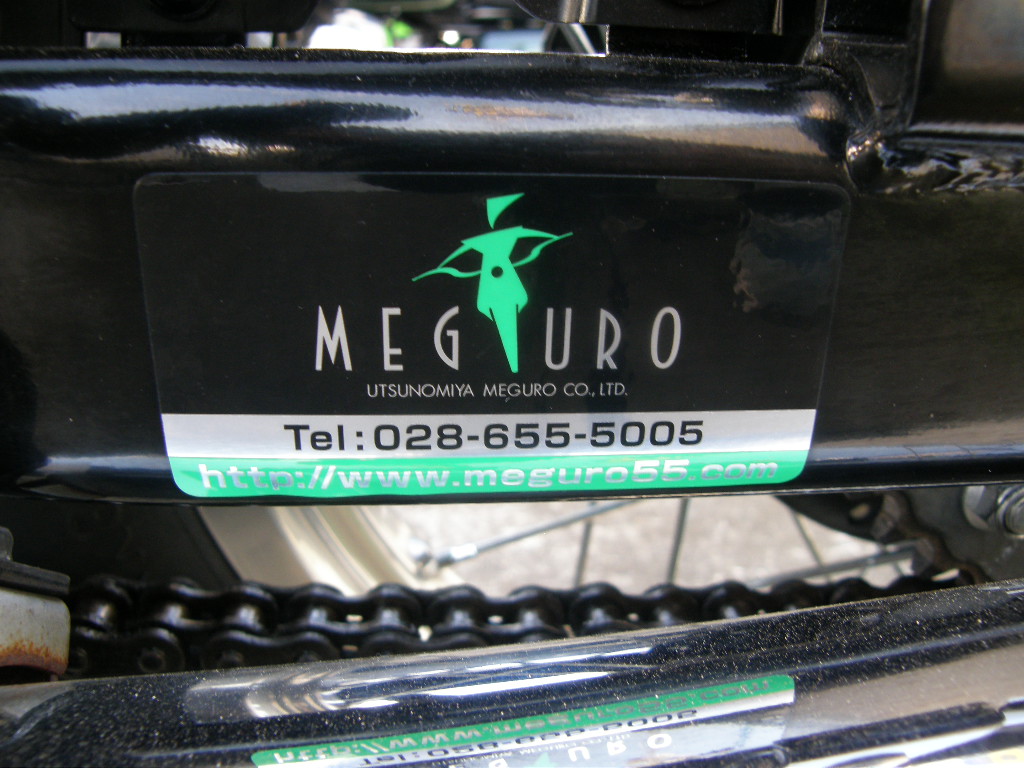 MEGURO
UTSUNOMIYA MEGURO CO., LTD.
Tel:028-655-5005
http://www.meguro55.com